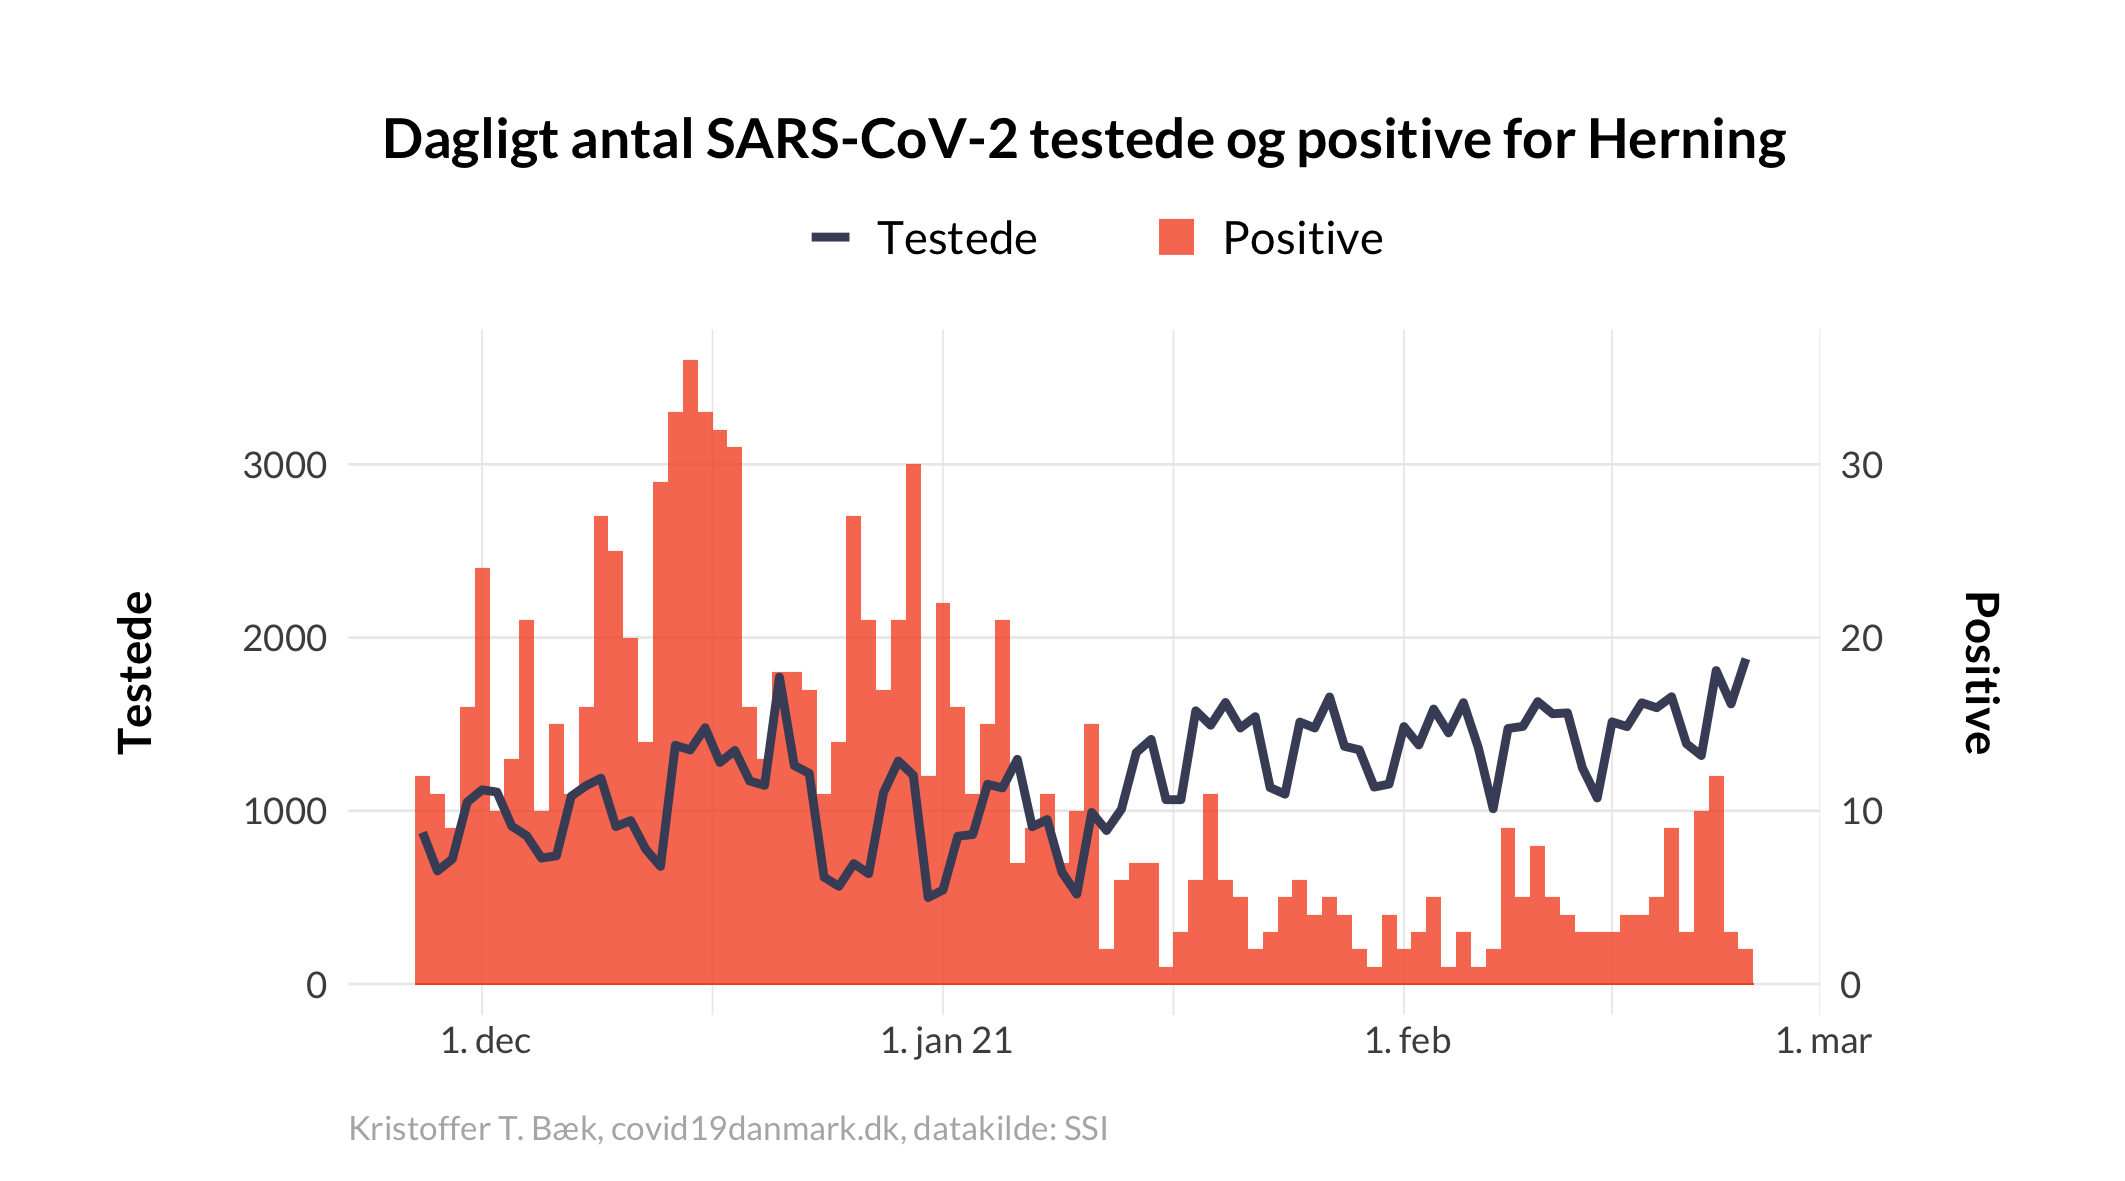 Dagligt antal SARS-CoV-2 testede og positive for Herning
Testede
Positive
3000
2000
1000
0
30
20
10
0
Testede
Positive
1. dec
1. jan 21
1. feb
1. mar
Kristoffer T. Bæk, covid19danmark.dk, datakilde: SSI